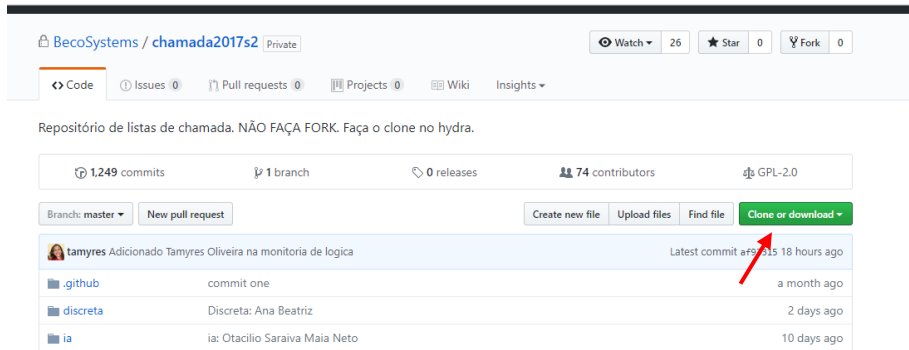 BecoSystems / chamada2017s2 Private Watch 26 Star 0 Fork 0
Code Issues 0 Pull requests 0 Projects 0 Wiki Insights
Repositório de listas de chamada. NÃO FAÇA FORK. Faça o clone no hydra.
1,249 commits 1 branch 0 releases 74 contributors GPL-2.0
Branch: master New pull request Create new file Upload files Find file Clone or download
tamyres Adicionado Tamyres Oliveira na monitoria de logica Latest commit 18 hours ago
.github commit one a month ago
discreta Discreta: Ana Beatriz 2 days ago
ia ia: Otacilio Saraiva Maia Neto 10 days ago